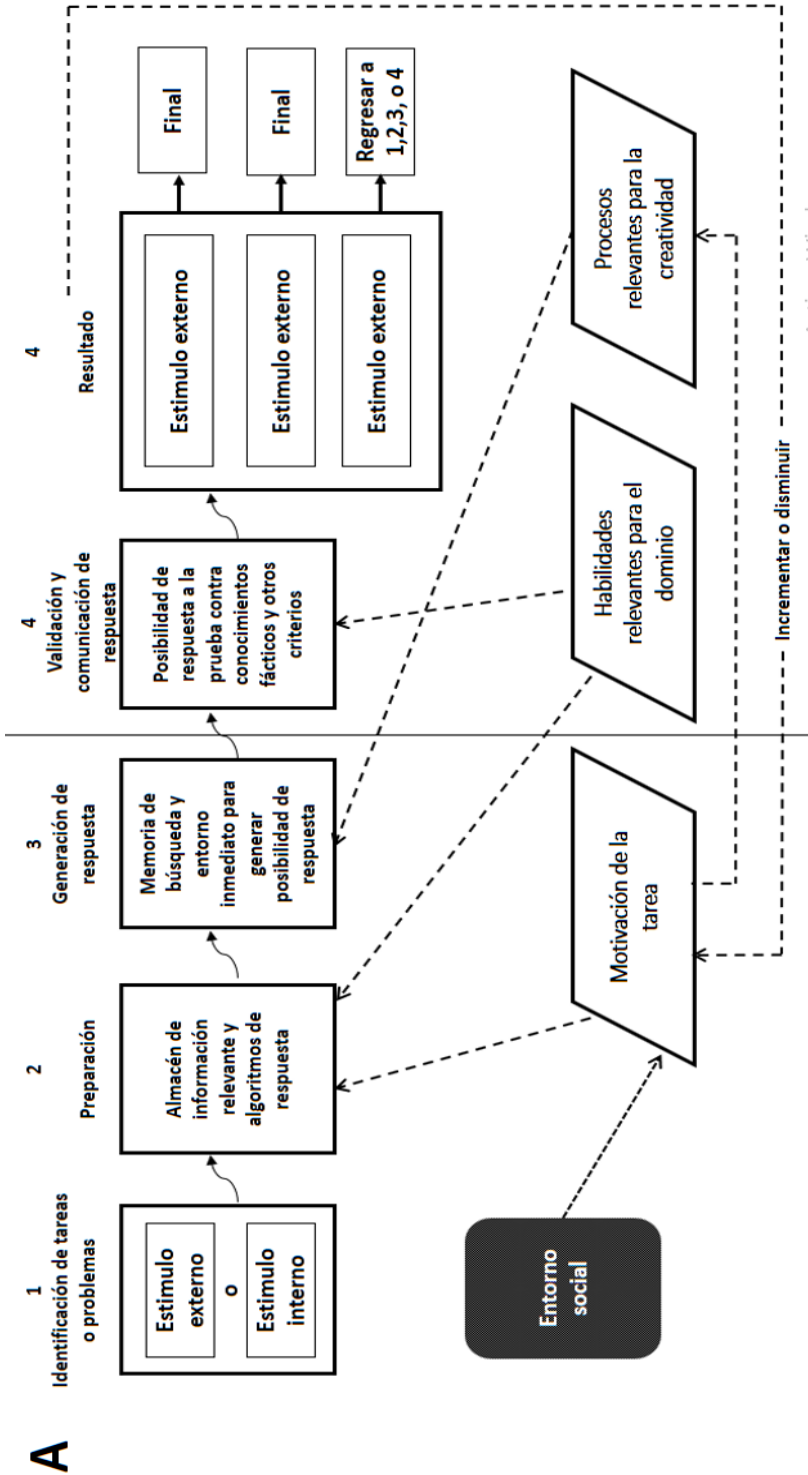 A
1
Identificación de tareas
o problemas
Estimulo
externo
o
Estimulo
interno
2
Preparación
Almacén de
información
relevante y
algoritmos de
respuesta
3
Generación de
respuesta
Memoria de
búsqueda y
entorno
inmediato para
generar
posibilidad de
respuesta
4
Validación y
comunicación de
respuesta
Posibilidad de
respuesta a la
prueba contra
conocimientos
fácticos y otros
criterios
4
Resultado
Estimulo externo
Estimulo externo
Estimulo externo
Final
Final
Regresar a
1,2,3, o 4
Entorno
social
Motivación de la
tarea
Habilidades
relevantes para el
dominio
Procesos
relevantes para la
creatividad
Incrementar o disminuir